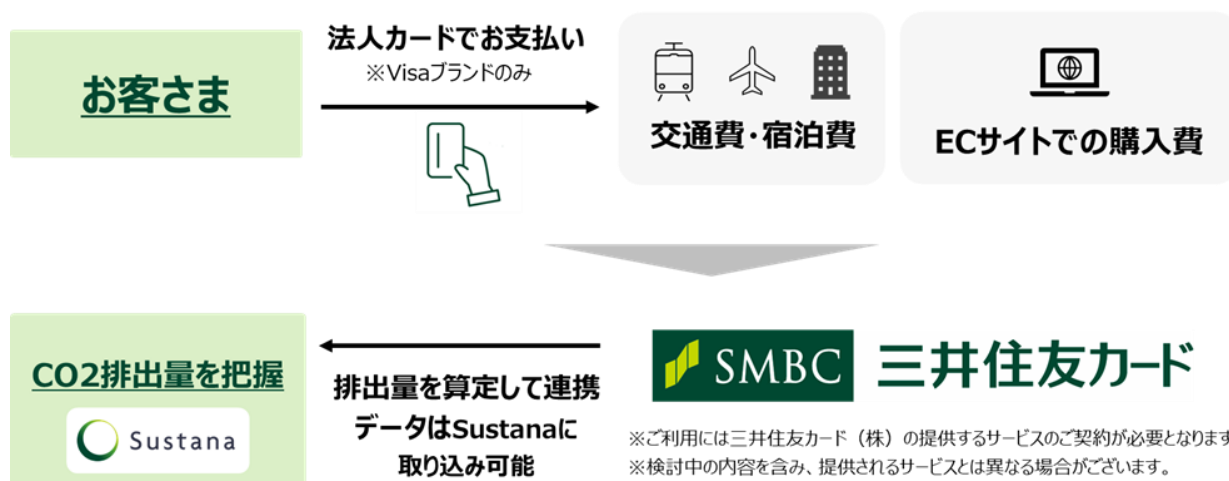 お客さま
法人カードでお支払い
※Visaブランドのみ
交通費・宿泊費
ECサイトでの購入費
CO2排出量を把握
Sustana
排出量を算定して連携
データはSustanaに
取り込み可能
SMBC 三井住友カード
※ご利用には三井住友カード（株）の提供するサービスのご契約が必要となります
※検討中の内容を含み、提供されるサービスとは異なる場合がございます。